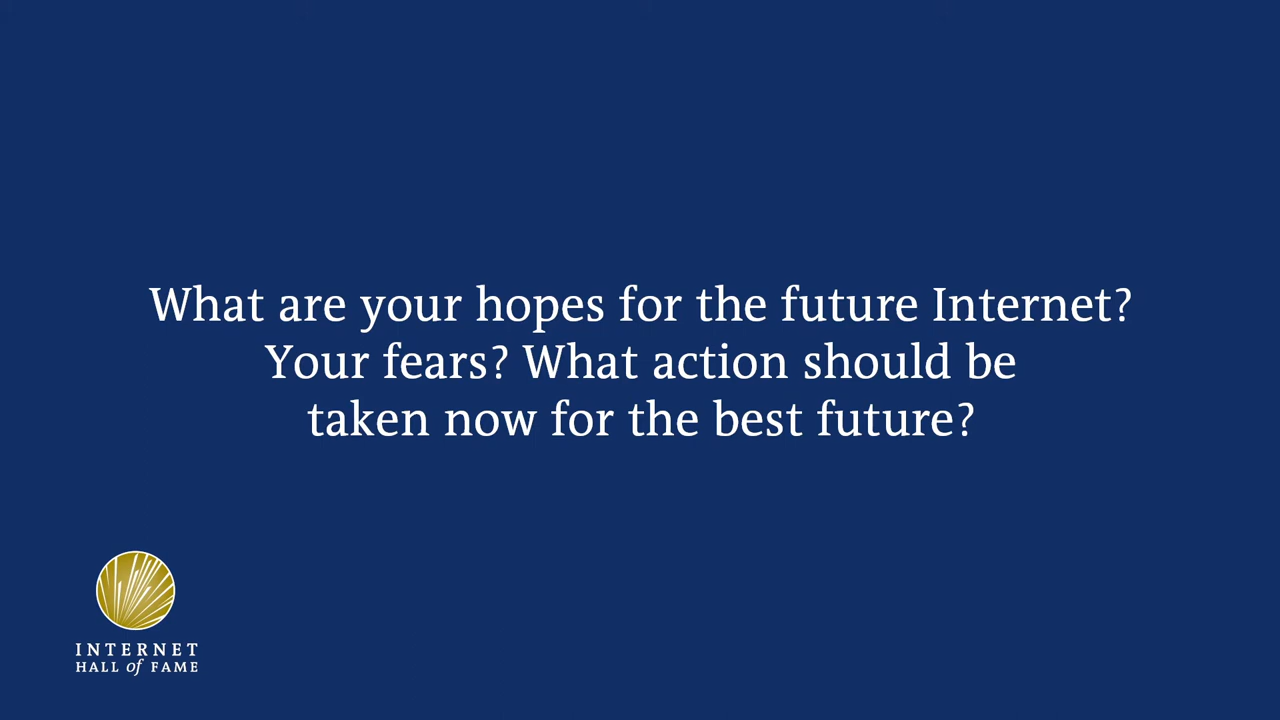 What are your hopes for the future Internet?
Your fears? What action should be
taken now for the best future?
INTERNET
HALL of FAME